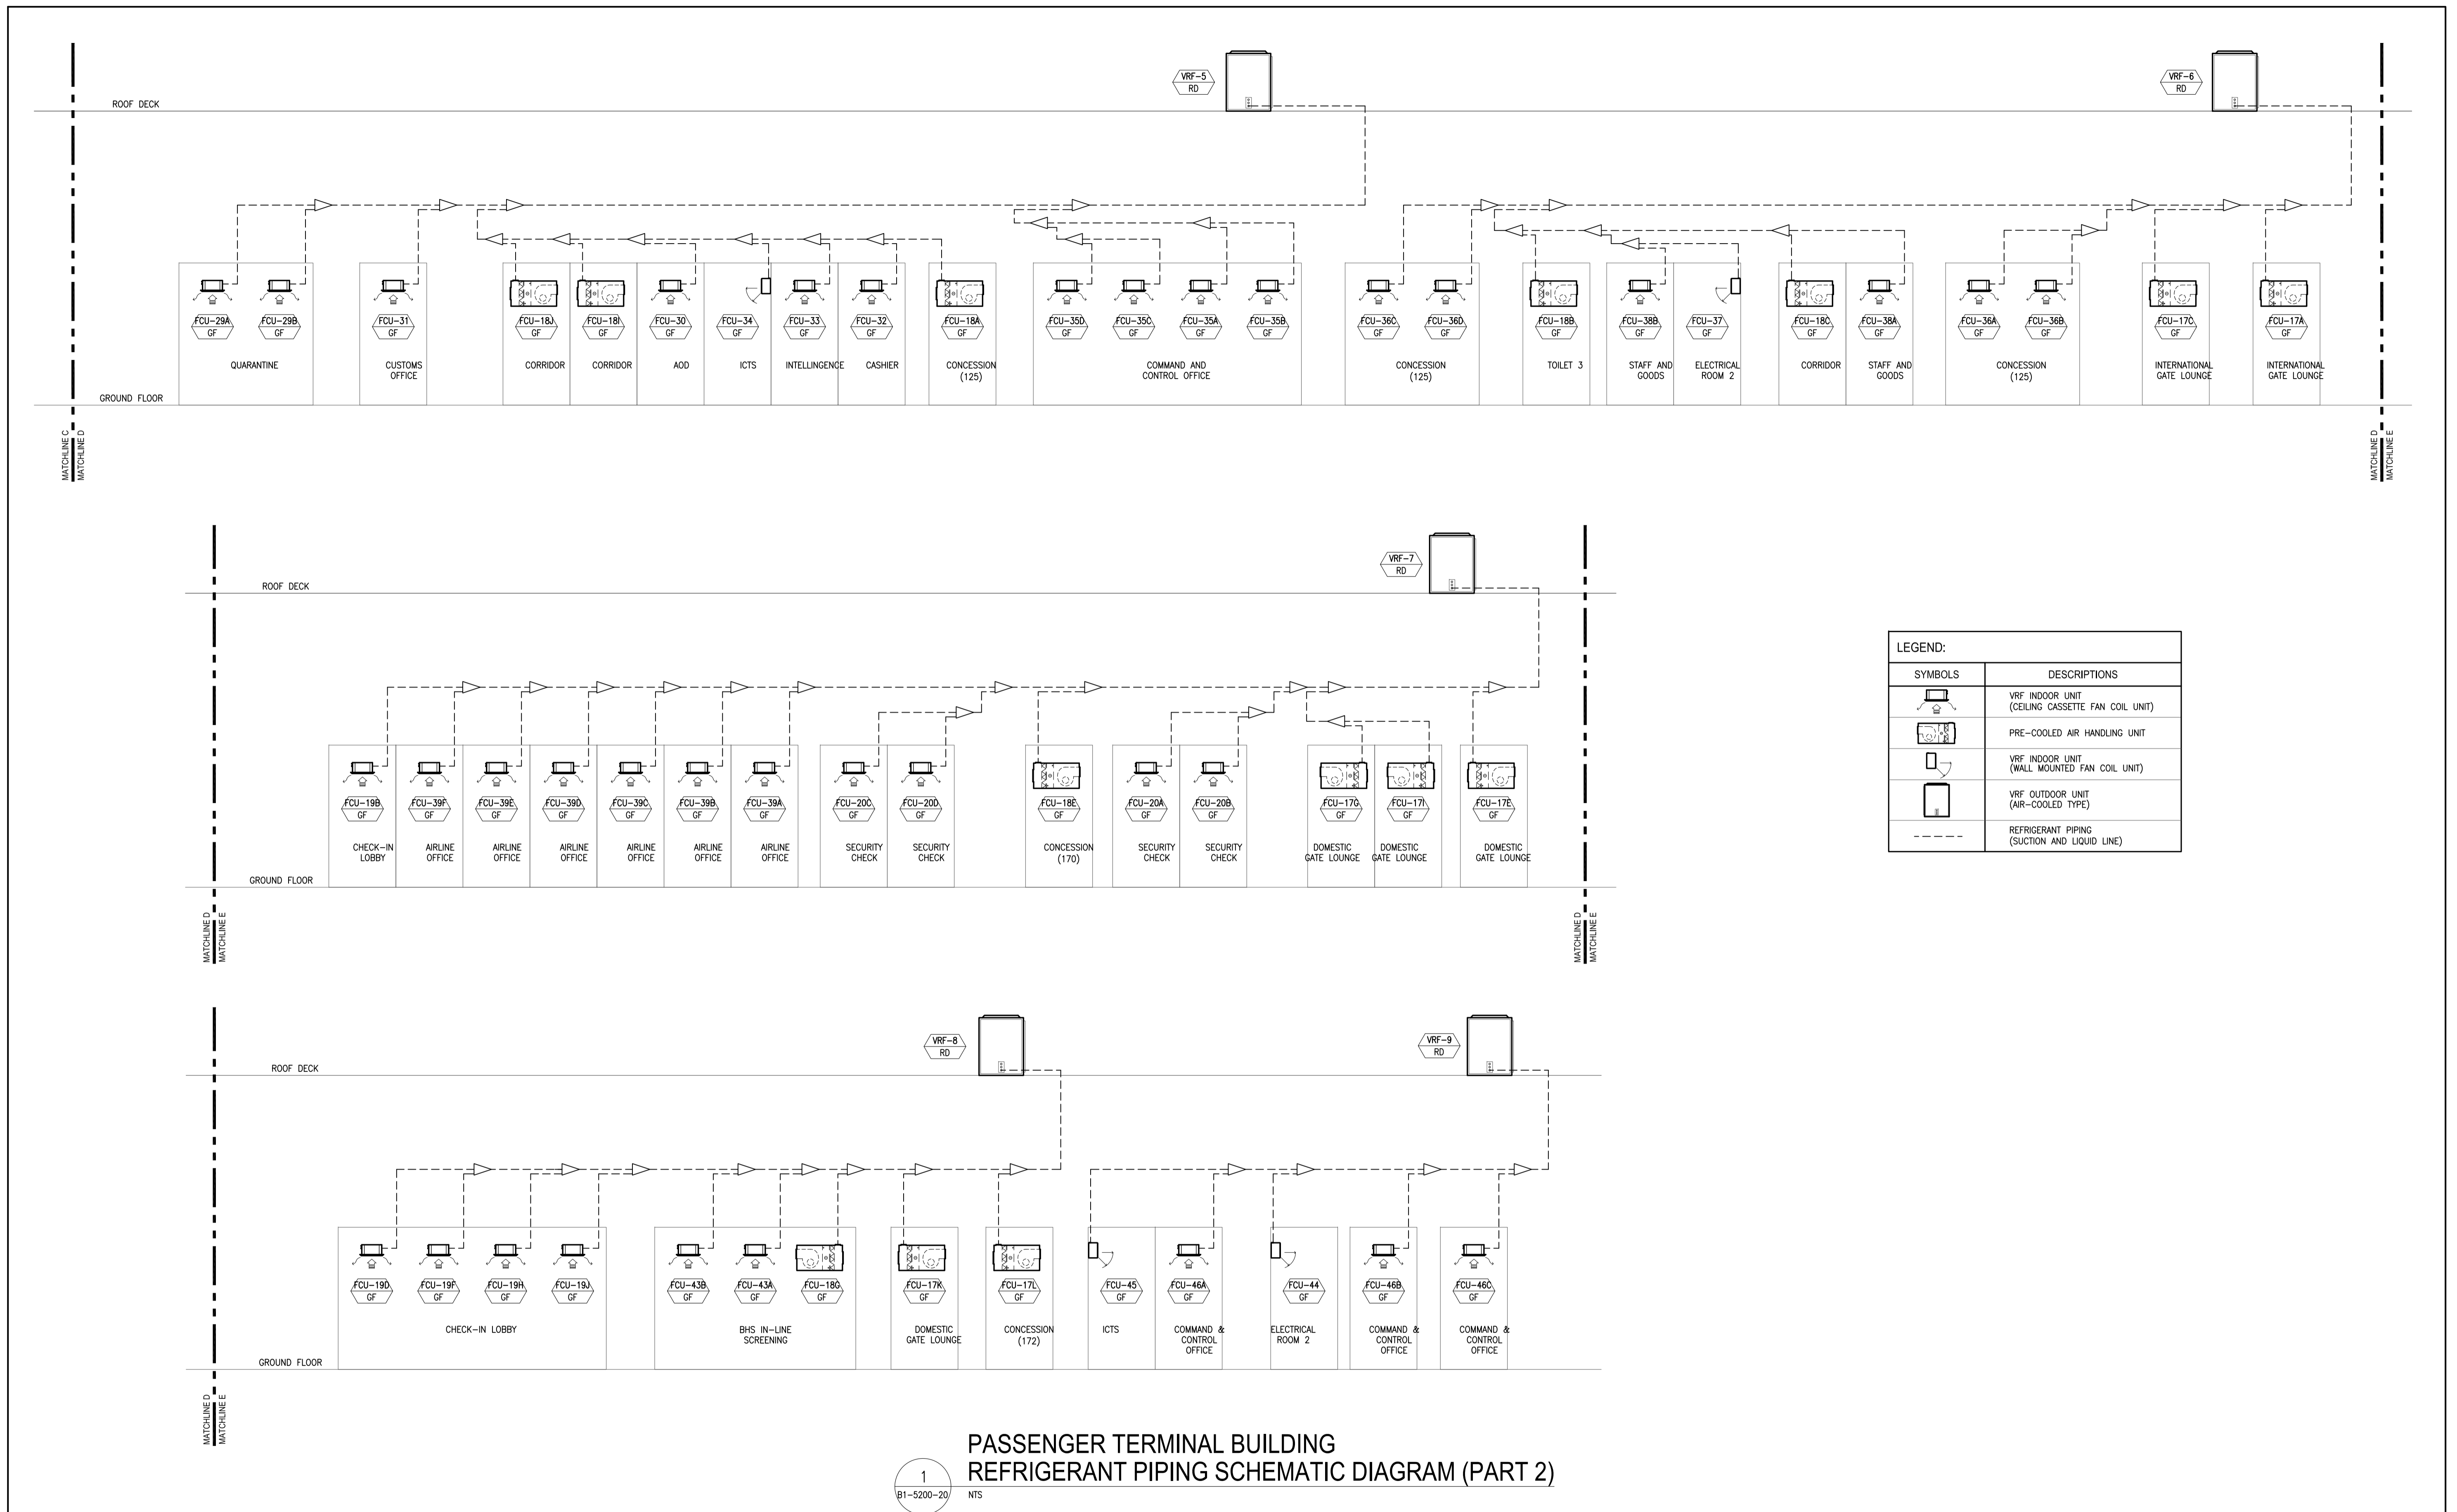 VRF-5
RD
VRF-6
RD
ROOF DECK
FCU-29A
GF
FCU-29B
GF
FCU-31
GF
FCU-18J
GF
FCU-18I
GF
FCU-30
GF
FCU-34
GF
FCU-33
GF
FCU-32
GF
FCU-18A
GF
FCU-35D
GF
FCU-35C
GF
FCU-35A
GF
FCU-35B
GF
FCU-36C
GF
FCU-36D
GF
FCU-18B
GF
FCU-38B
GF
FCU-37
GF
FCU-18C
GF
FCU-38A
GF
FCU-36A
GF
FCU-36B
GF
FCU-17C
GF
FCU-17A
GF
QUARANTINE
CUSTOMS
OFFICE
CORRIDOR
CORRIDOR
AOD
ICTS
INTELLINGENCE
CASHIER
CONCESSION
(125)
COMMAND AND
CONTROL OFFICE
CONCESSION
(125)
TOILET 3
STAFF AND
GOODS
ELECTRICAL
ROOM 2
CORRIDOR
STAFF AND
GOODS
CONCESSION
(125)
INTERNATIONAL
GATE LOUNGE
INTERNATIONAL
GATE LOUNGE
GROUND FLOOR
MATCHLINE C
MATCHLINE D
MATCHLINE D
MATCHLINE E
VRF-7
RD
ROOF DECK
FCU-19B
GF
FCU-39F
GF
FCU-39E
GF
FCU-39D
GF
FCU-39C
GF
FCU-39B
GF
FCU-39A
GF
FCU-20C
GF
FCU-20D
GF
FCU-18E
GF
FCU-20A
GF
FCU-20B
GF
FCU-17G
GF
FCU-17I
GF
FCU-17E
GF
CHECK-IN
LOBBY
AIRLINE
OFFICE
AIRLINE
OFFICE
AIRLINE
OFFICE
AIRLINE
OFFICE
AIRLINE
OFFICE
AIRLINE
OFFICE
SECURITY
CHECK
SECURITY
CHECK
CONCESSION
(170)
SECURITY
CHECK
SECURITY
CHECK
DOMESTIC
GATE LOUNGE
DOMESTIC
GATE LOUNGE
DOMESTIC
GATE LOUNGE
GROUND FLOOR
MATCHLINE D
MATCHLINE E
MATCHLINE D
MATCHLINE E
LEGEND:
SYMBOLS
DESCRIPTIONS
VRF INDOOR UNIT
(CEILING CASSETTE FAN COIL UNIT)
PRE-COOLED AIR HANDLING UNIT
VRF INDOOR UNIT
(WALL MOUNTED FAN COIL UNIT)
VRF OUTDOOR UNIT
(AIR-COOLED TYPE)
REFRIGERANT PIPING
(SUCTION AND LIQUID LINE)
VRF-8
RD
VRF-9
RD
ROOF DECK
FCU-19D
GF
FCU-19F
GF
FCU-19H
GF
FCU-19J
GF
FCU-43B
GF
FCU-43A
GF
FCU-18G
GF
FCU-17K
GF
FCU-17L
GF
FCU-45
GF
FCU-46A
GF
FCU-44
GF
FCU-46B
GF
FCU-46C
GF
CHECK-IN LOBBY
BHS IN-LINE
SCREENING
DOMESTIC
GATE LOUNGE
CONCESSION
(172)
ICTS
COMMAND &
CONTROL
OFFICE
ELECTRICAL
ROOM 2
COMMAND &
CONTROL
OFFICE
COMMAND &
CONTROL
OFFICE
GROUND FLOOR
MATCHLINE D
MATCHLINE E
PASSENGER TERMINAL BUILDING
REFRIGERANT PIPING SCHEMATIC DIAGRAM (PART 2)
1
B1-5200-20
NTS